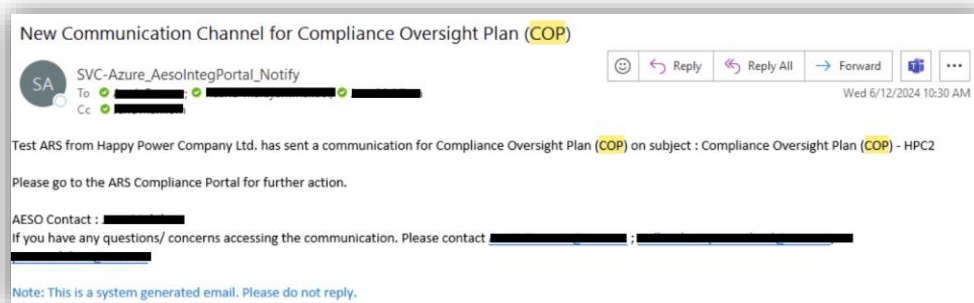 New Communication Channel for Compliance Oversight Plan (COP)
SA
SVC-Azure_AesoIntegPortal_Notify
Reply
Reply All
Forward
To
Cc
Wed 6/12/2024 10:30 AM
Test ARS from Happy Power Company Ltd. has sent a communication for Compliance Oversight Plan (COP) on subject : Compliance Oversight Plan (COP) - HPC2
Please go to the ARS Compliance Portal for further action.
AESO Contact :
If you have any questions/ concerns accessing the communication. Please contact ; 
Note: This is a system generated email. Please do not reply.